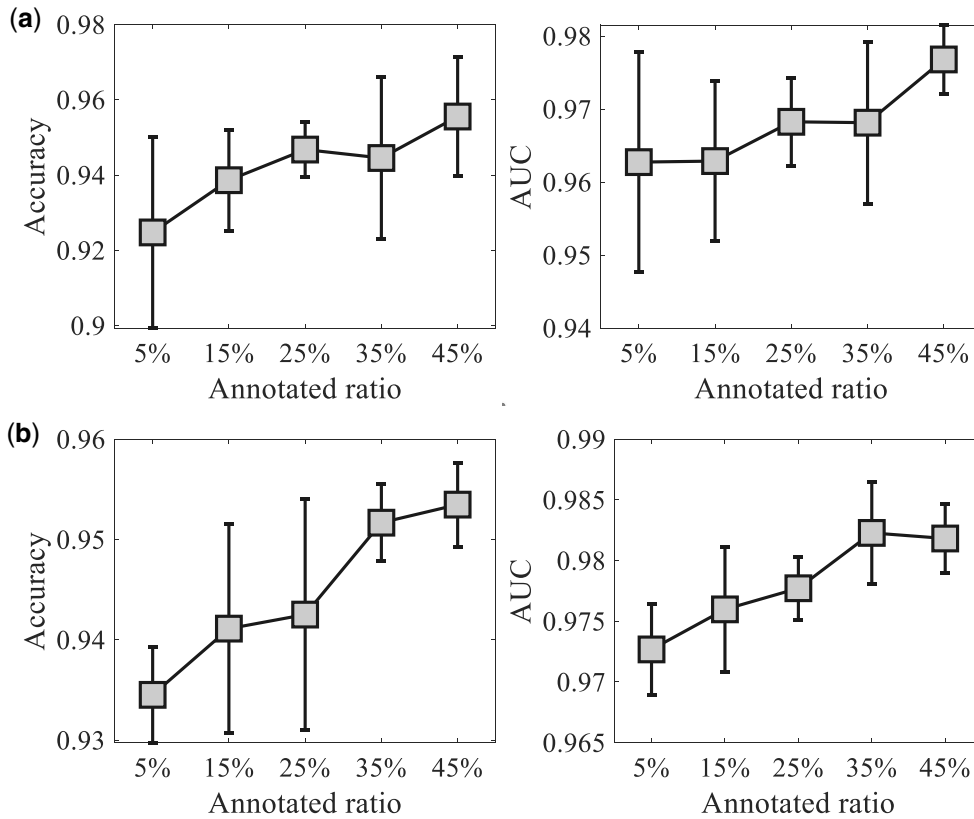 (a)
0.98
0.96
0.94
0.92
0.9
Accuracy
5% 15% 25% 35% 45%
Annotated ratio
0.98
0.97
0.96
0.95
0.94
AUC
5% 15% 25% 35% 45%
Annotated ratio
(b)
0.96
0.95
0.94
0.93
Accuracy
5% 15% 25% 35% 45%
Annotated ratio
0.99
0.985
0.98
0.975
0.97
0.965
AUC
5% 15% 25% 35% 45%
Annotated ratio